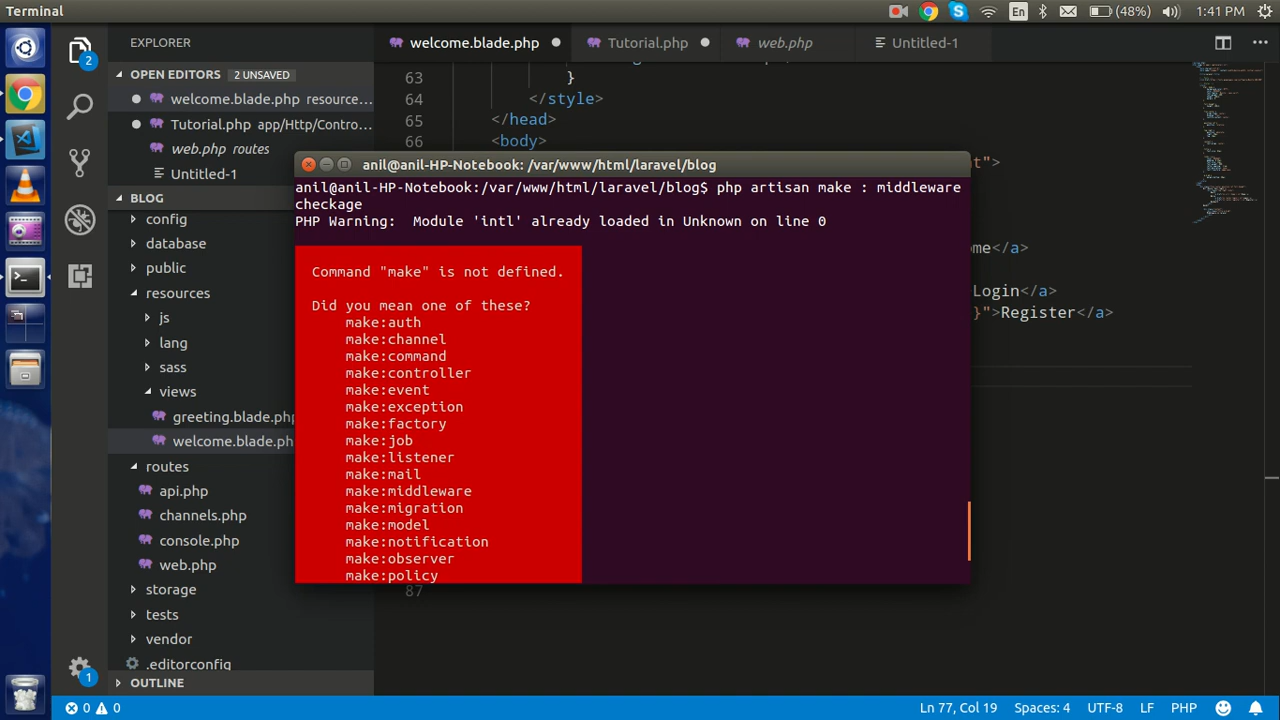 Terminal
En
(48%)
1:41 PM
EXPLORER
welcome.blade.php
Tutorial.php
web.php
Untitled-1
2
OPEN EDITORS
2 UNSAVED
welcome.blade.php resource...
Tutorial.php app/Http/Contro...
web.php routes
Untitled-1
BLOG
config
database
public
resources
js
lang
sass
views
greeting.blade.php
welcome.blade.ph
routes
api.php
channels.php
console.php
web.php
storage
tests
vendor
.editorconfig
OUTLINE
1
63 }
64 </style>
65 </head>
66 <body>
t">
ome</a>
Login</a>
}">Register</a>
87
anil@anil-HP-Notebook: /var/www/html/laravel/blog
anil@anil-HP-Notebook:/var/www/html/laravel/blog$ php artisan make : middleware
checkage
PHP Warning:  Module 'intl' already loaded in Unknown on line 0
Command "make" is not defined.
Did you mean one of these?
make:auth
make:channel
make:command
make:controller
make:event
make:exception
make:factory
make:job
make:listener
make:mail
make:middleware
make:migration
make:model
make:notification
make:observer
make:policy
0 0
Ln 77, Col 19
Spaces: 4
UTF-8
LF
PHP